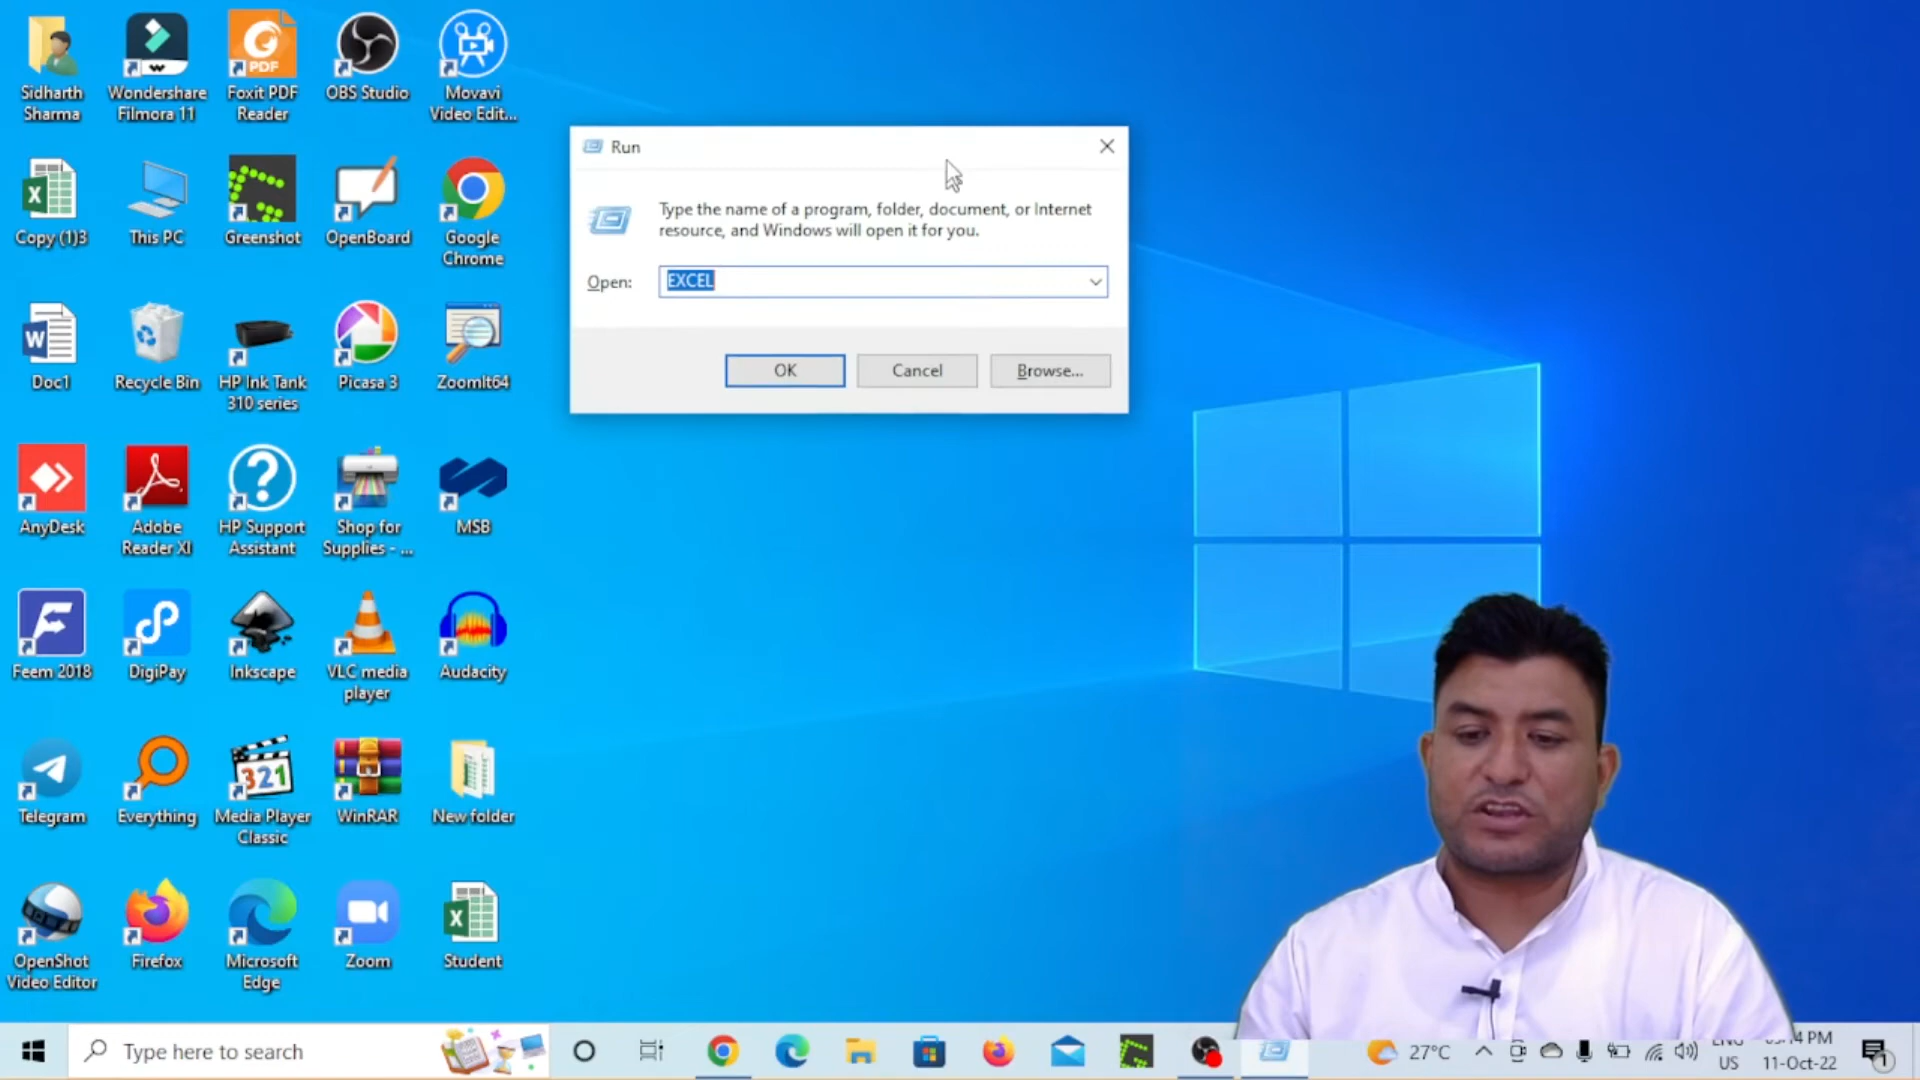 Sidharth
Sharma
Wondershare
Filmora 11
PDF
Foxit PDF
Reader
OBS Studio
Movavi
Video Edit...
Copy (1)3
This PC
Greenshot
OpenBoard
Google
Chrome
Doc1
Recycle Bin
HP Ink Tank
310 series
Picasa 3
ZoomIt64
AnyDesk
Adobe
Reader XI
HP Support
Assistant
Shop for
Supplies - ...
MSB
Feem 2018
DigiPay
Inkscape
VLC media
player
Audacity
Telegram
Everything
321
Media Player
Classic
WinRAR
New folder
OpenShot
Video Editor
Firefox
Microsoft
Edge
Zoom
Student
Run
Type the name of a program, folder, document, or Internet
resource, and Windows will open it for you.
Open:
EXCEL
OK
Cancel
Browse...
Type here to search
27°C
ENG
US
PM
11-Oct-22
1